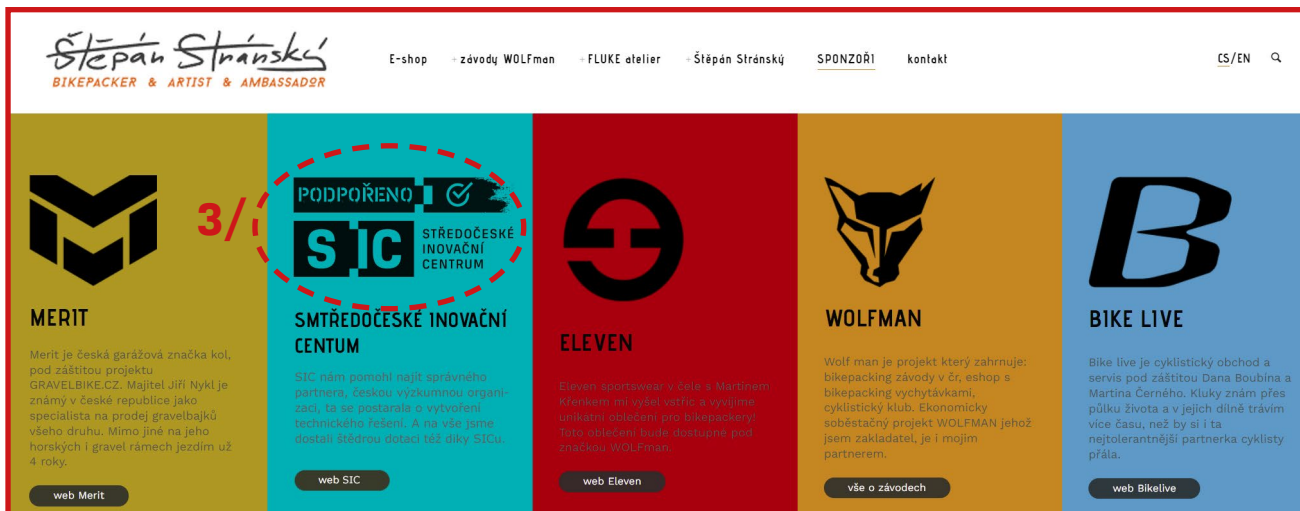 Štěpán Stránský
BIKEPACKER & ARTIST & AMBASSADOR
E-shop
+ závody WOLFman
+ FLUKE atelier
+ Štěpán Stránský
SPONZOŘI
kontakt
CS/EN
3/
MERIT
Merit je česká garážová značka kol,
pod záštitou projektu
GRAVELBIKE.CZ. Majitel Jiří Nykl je
známý v české republice jako
specialista na prodej gravelbajků
všeho druhu. Mimo jiné na jeho
horských i gravel rámech jezdím už
4 roky.
web Merit
PODPOŘENO
SIC
STŘEDOČESKÉ
INOVAČNÍ
CENTRUM
SMTŘEDOČESKÉ INOVAČNÍ
CENTUM
SIC nám pomohl najít správného
partnera, českou výzkumnou organi-
zaci, ta se postarala o vytvoření
technického řešení. A na vše jsme
dostali štědrou dotaci též díky SICu.
web SIC
ELEVEN
Eleven sportswear v čele s Martinem
Křenkem mi vyšel vstříc a vyvíjíme
unikátní oblečení pro bikepackery!
Toto oblečení bude dostupné pod
značkou WOLFman.
web Eleven
WOLFMAN
Wolf man je projekt který zahrnuje:
bikepacking závody v čr, eshop s
bikepacking vychytávkami,
cyklistický klub. Ekonomicky
soběstačný projekt WOLFMAN jehož
jsem zakladatel, je i mojim
partnerem.
vše o závodech
B
BIKE LIVE
Bike live je cyklistický obchod a
servis pod záštitou Dana Boubína a
Martina Černého. Kluky znám přes
půlku života a v jejich dílně trávím
více času, než by si i ta
nejtolerantnější partnerka cyklisty
přála.
web Bikelive